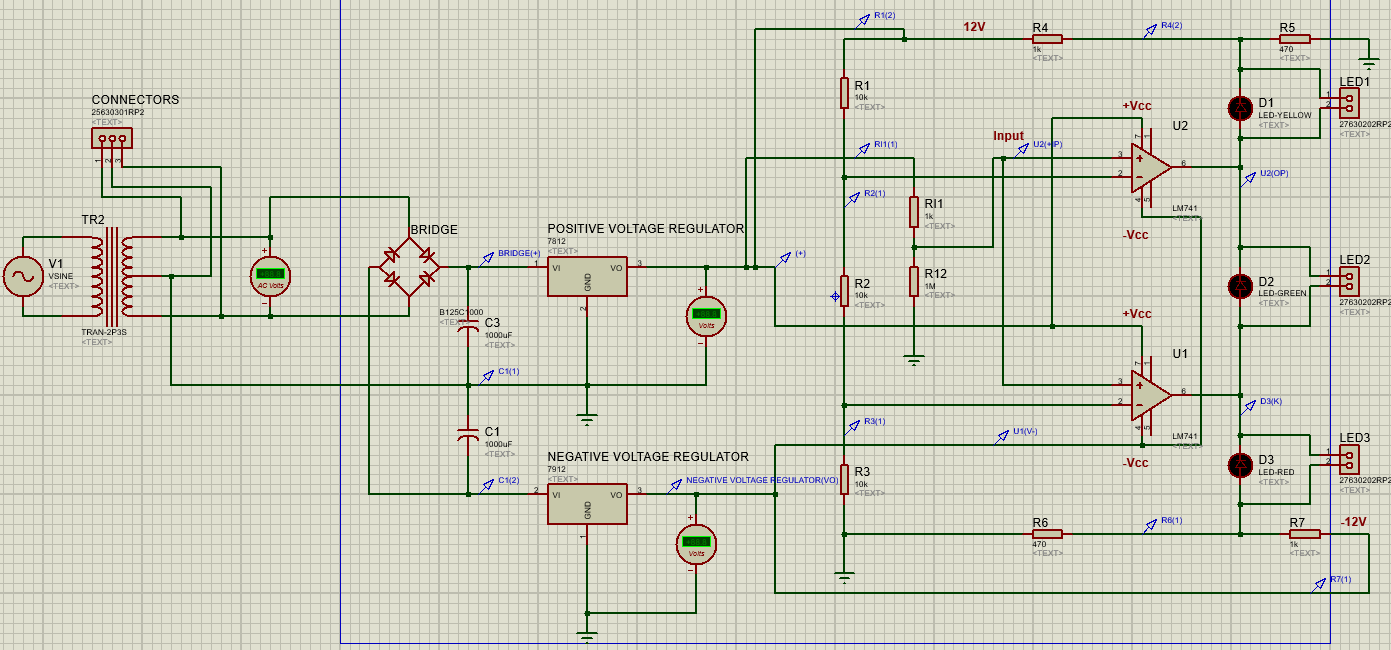 CONNECTORS
25630301RP2
<TEXT>
1
2
3
TR2
TRAN-2P3S
<TEXT>
V1
VSINE
<TEXT>
+
AC Volts
BRIDGE
B125C1000
<TEXT>
BRIDGE(+)
C3
1000uF
<TEXT>
C1(1)
C1
1000uF
<TEXT>
C1(2)
POSITIVE VOLTAGE REGULATOR
7812
<TEXT>
1
VI
VO
3
GND
2
+
Volts
(+)
NEGATIVE VOLTAGE REGULATOR
7912
<TEXT>
2
VI
VO
3
GND
1
NEGATIVE VOLTAGE REGULATOR(VO)
+
Volts
R1(2)
12V
R4
1k
<TEXT>
R4(2)
R5
470
<TEXT>
R1
10k
<TEXT>
RI1(1)
Input
U2(+IP)
R2(1)
RI1
1k
<TEXT>
R2
10k
<TEXT>
R12
1M
<TEXT>
R3(1)
U1(V-)
R3
10k
<TEXT>
+Vcc
U2
3
2
6
7
1
4
5
LM741
<TEXT>
-Vcc
U2(OP)
+Vcc
U1
3
2
6
7
1
4
5
LM741
<TEXT>
-Vcc
D3(K)
D1
LED-YELLOW
<TEXT>
LED1
1
2
27630202RP2
<TEXT>
D2
LED-GREEN
<TEXT>
LED2
1
2
27630202RP2
<TEXT>
D3
LED-RED
<TEXT>
LED3
1
2
27630202RP2
<TEXT>
R6
470
<TEXT>
R6(1)
R7
1k
<TEXT>
-12V
R7(1)